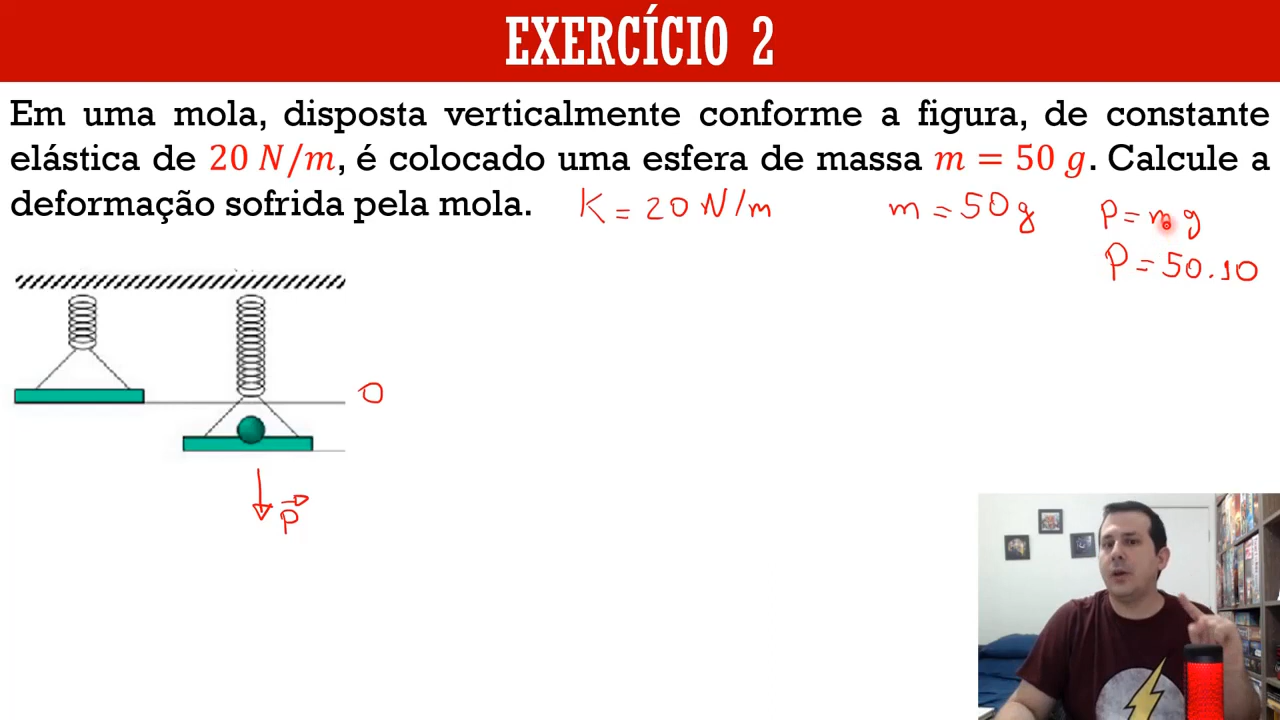 EXERCÍCIO 2
Em uma mola, disposta verticalmente conforme a figura, de constante
elástica de 20 N/m, é colocado uma esfera de massa m = 50 g. Calcule a
deformação sofrida pela mola.
K = 20 N/m
m = 50g
P = mg
P = 50.10
0
P